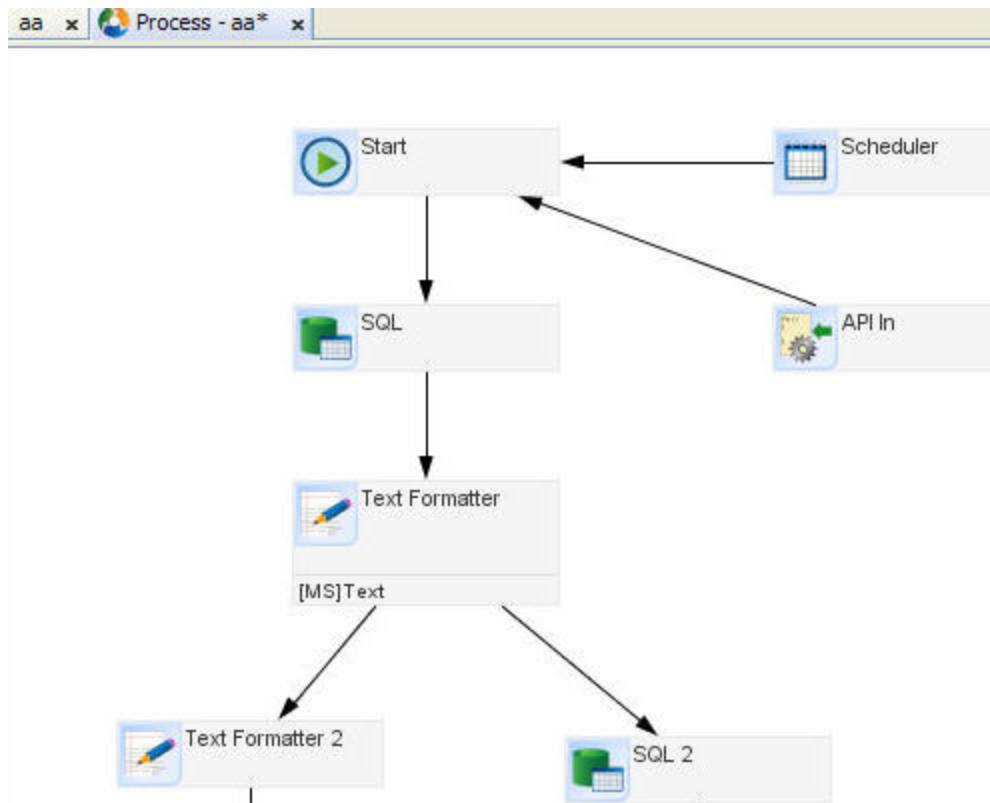 aa
Process - aa*
Start
Scheduler
SQL
API In
Text Formatter
[MS]Text
Text Formatter 2
SQL 2